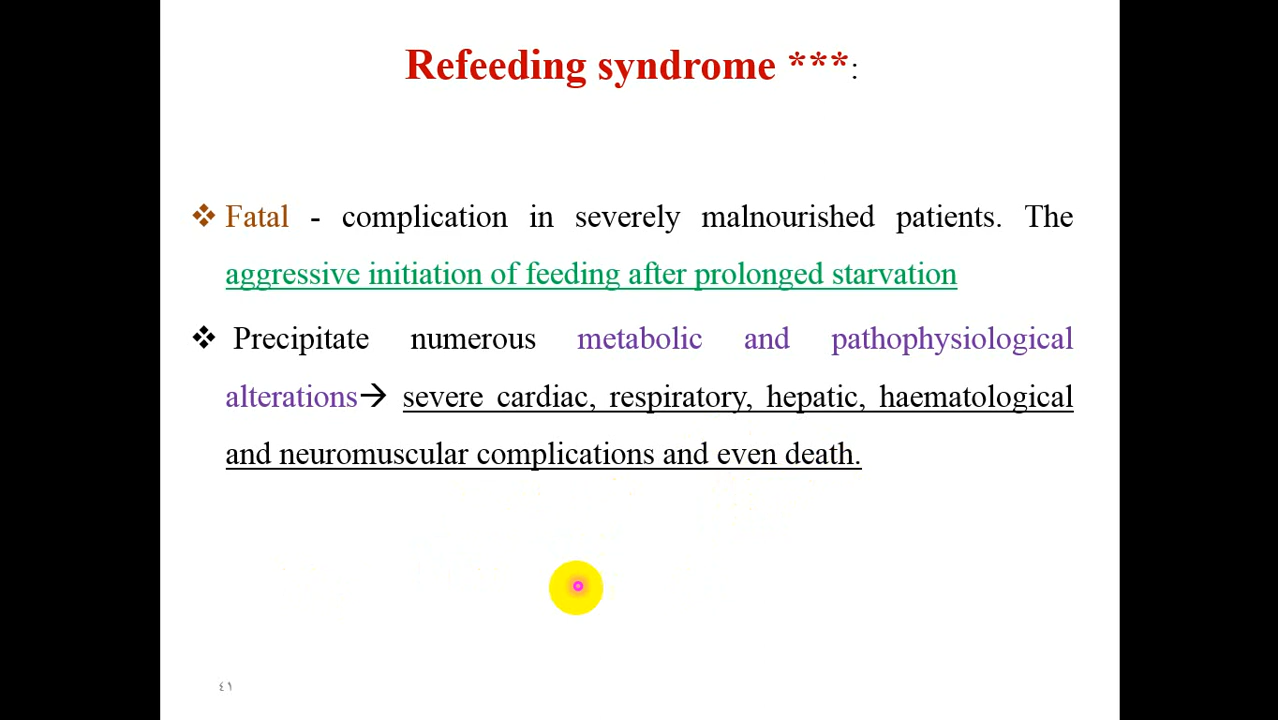 Refeeding syndrome ***:
❖ Fatal - complication in severely malnourished patients. The
aggressive initiation of feeding after prolonged starvation
❖ Precipitate numerous metabolic and pathophysiological
alterations→ severe cardiac, respiratory, hepatic, haematological
and neuromuscular complications and even death.
٤١